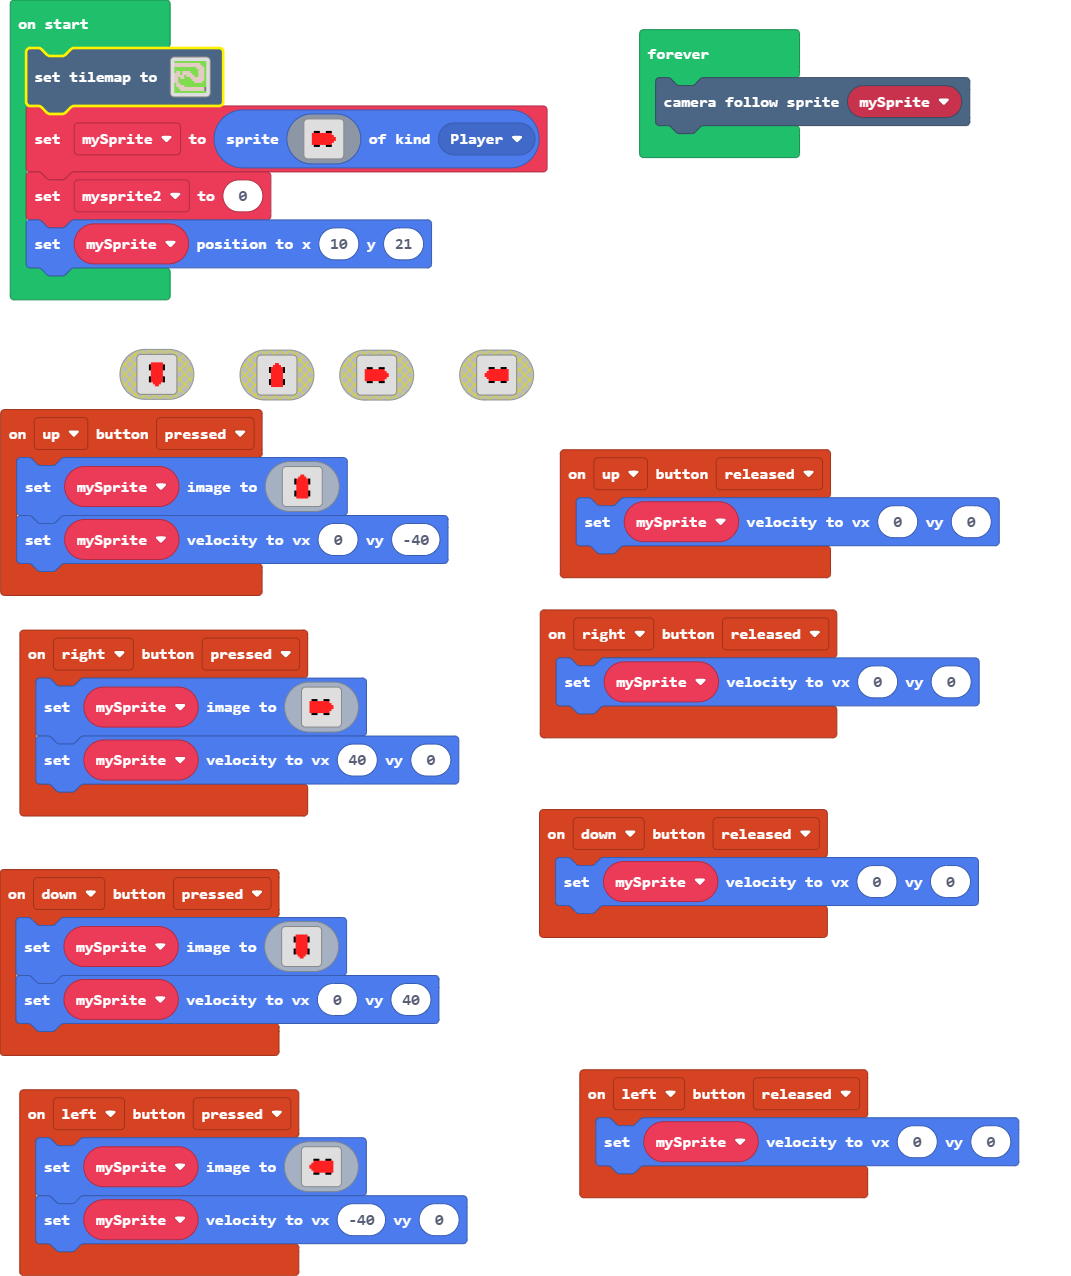 on start
set tilemap to
set mySprite to sprite of kind Player
set mysprite2 to 0
set mySprite position to x 10 y 21
forever
camera follow sprite mySprite
on up button pressed
set mySprite image to
set mySprite velocity to vx 0 vy -40
on up button released
set mySprite velocity to vx 0 vy 0
on right button pressed
set mySprite image to
set mySprite velocity to vx 40 vy 0
on right button released
set mySprite velocity to vx 0 vy 0
on down button pressed
set mySprite image to
set mySprite velocity to vx 0 vy 40
on down button released
set mySprite velocity to vx 0 vy 0
on left button pressed
set mySprite image to
set mySprite velocity to vx -40 vy 0
on left button released
set mySprite velocity to vx 0 vy 0